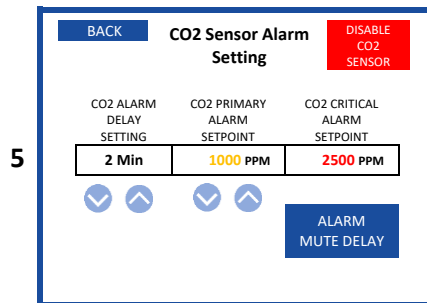 BACK
CO2 Sensor Alarm
Setting
DISABLE
CO2
SENSOR
CO2 ALARM
DELAY
SETTING
CO2 PRIMARY
ALARM
SETPOINT
CO2 CRITICAL
ALARM
SETPOINT
5
2 Min
1000 PPM
2500 PPM
ALARM
MUTE DELAY